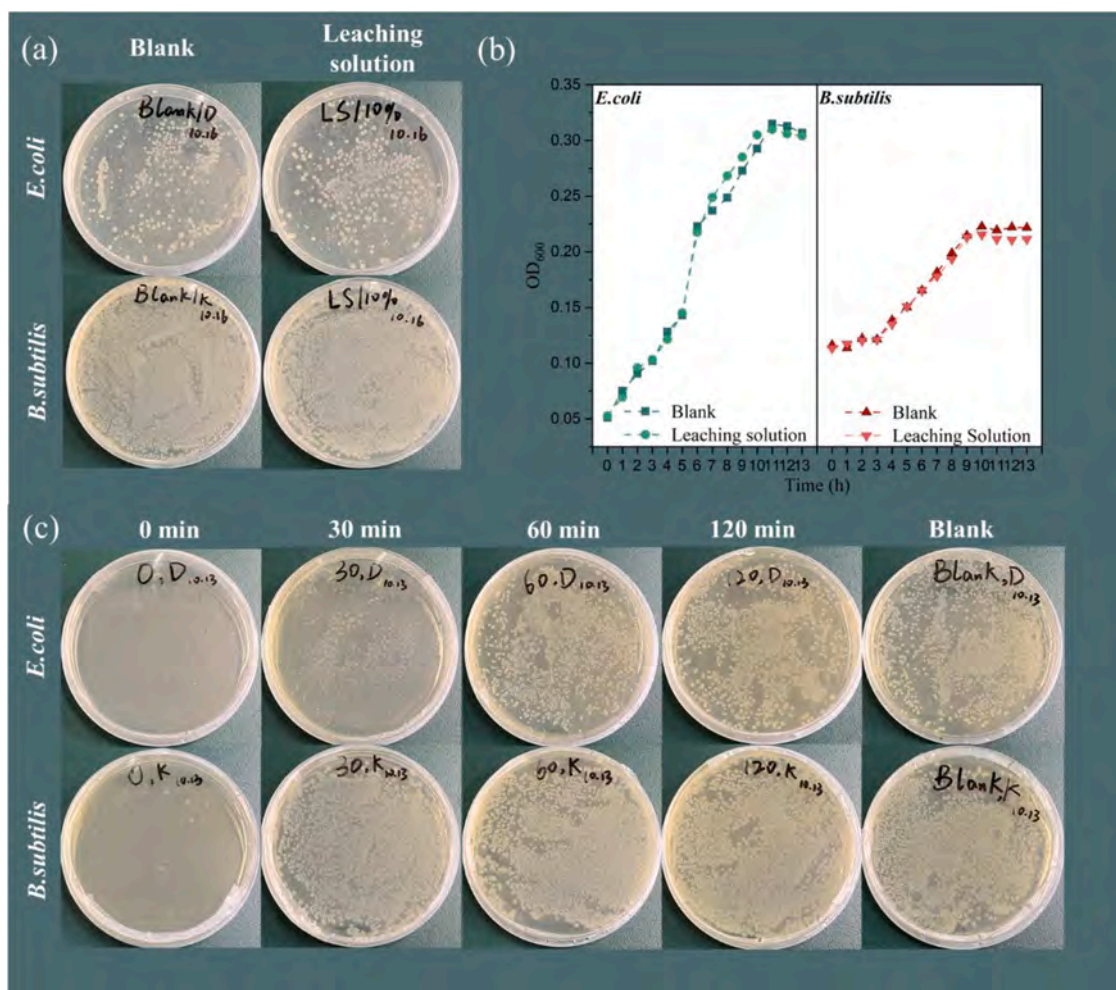 (a)
Blank
Leaching
solution
E.coli
Blank/D
10.16
LS/10%
10.16
B.subtilis
Blank/K
10.16
LS/10%
10.16
(b)
OD600
0.35
0.30
0.25
0.20
0.15
0.10
0.05
E.coli
Blank
Leaching solution
B.subtilis
Blank
Leaching Solution
0 1 2 3 4 5 6 7 8 9 10 11 12 13
0 1 2 3 4 5 6 7 8 9 10 11 12 13
Time (h)
(c)
0 min
30 min
60 min
120 min
Blank
E.coli
0,D 10.13
30,D 10.13
60.D 10.13
120,D 10.13
Blank,D
10.13
B.subtilis
0,K 10.13
30,K 10.13
60,K 10.13
120,K 10.13
Blank,K
10.13